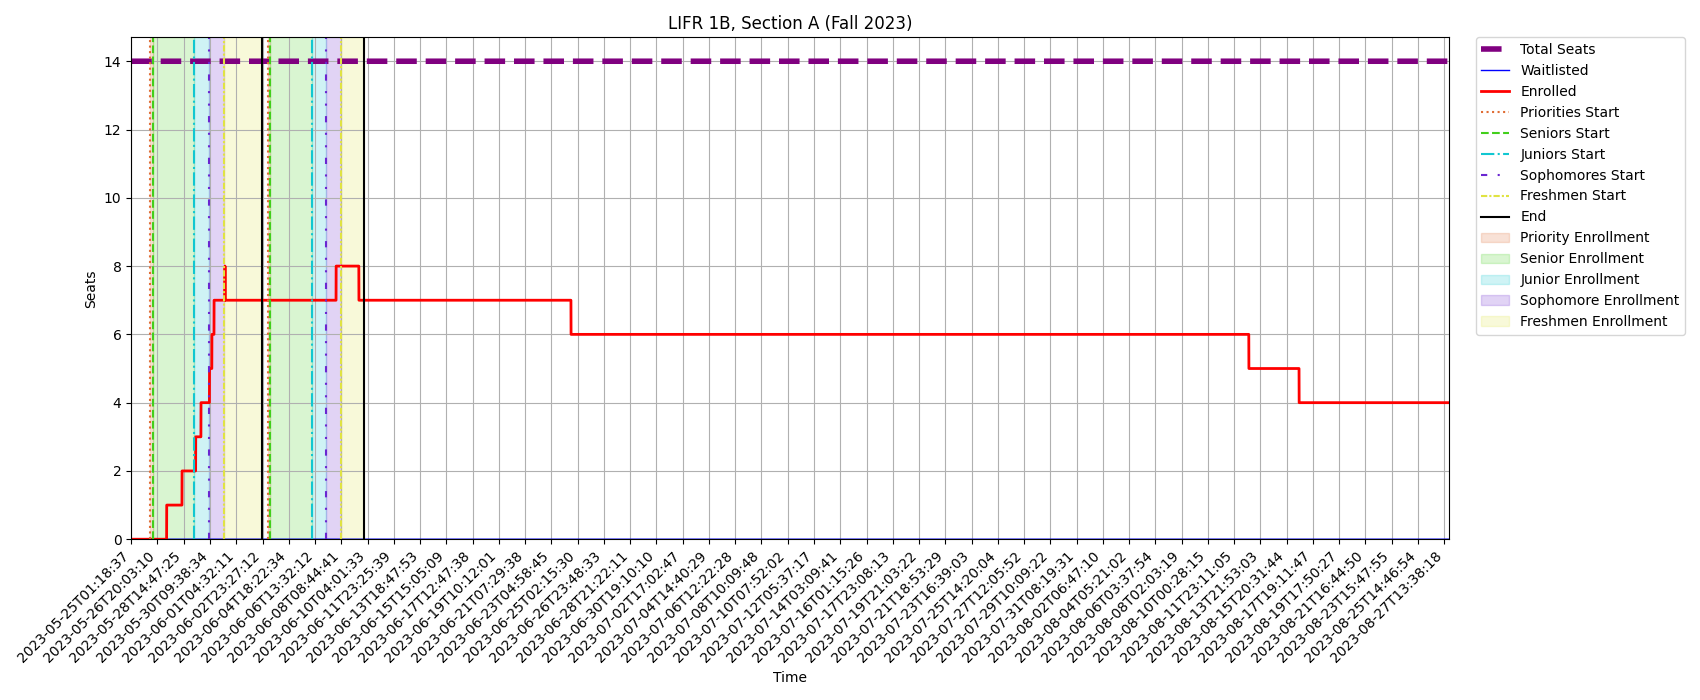 LIFR 1B, Section A (Fall 2023)
Seats
14
12
10
8
6
4
2
0
2023-05-25T01:18:37
2023-05-26T20:03:10
2023-05-28T14:47:25
2023-05-30T09:38:34
2023-06-01T04:32:11
2023-06-02T23:27:12
2023-06-04T18:22:34
2023-06-06T13:32:12
2023-06-08T08:44:41
2023-06-10T04:01:33
2023-06-11T23:25:39
2023-06-13T18:47:53
2023-06-15T15:05:09
2023-06-17T12:47:38
2023-06-19T10:12:01
2023-06-21T07:29:38
2023-06-23T04:58:45
2023-06-25T02:15:30
2023-06-26T23:48:33
2023-06-28T21:22:11
2023-06-30T19:10:10
2023-07-02T17:02:47
2023-07-04T14:40:29
2023-07-06T12:22:28
2023-07-08T10:09:48
2023-07-10T07:52:02
2023-07-12T05:37:17
2023-07-14T03:09:41
2023-07-16T01:15:26
2023-07-17T23:08:13
2023-07-19T21:03:22
2023-07-21T18:53:29
2023-07-23T16:39:03
2023-07-25T14:20:04
2023-07-27T12:05:52
2023-07-29T10:09:22
2023-07-31T08:19:31
2023-08-02T06:47:10
2023-08-04T05:21:02
2023-08-06T03:37:54
2023-08-08T02:03:19
2023-08-10T00:28:15
2023-08-11T23:11:05
2023-08-13T21:53:03
2023-08-15T20:31:44
2023-08-17T19:11:47
2023-08-19T17:50:27
2023-08-21T16:44:50
2023-08-23T15:47:55
2023-08-25T14:46:54
2023-08-27T13:38:18
Time
Total Seats
Waitlisted
Enrolled
Priorities Start
Seniors Start
Juniors Start
Sophomores Start
Freshmen Start
End
Priority Enrollment
Senior Enrollment
Junior Enrollment
Sophomore Enrollment
Freshmen Enrollment